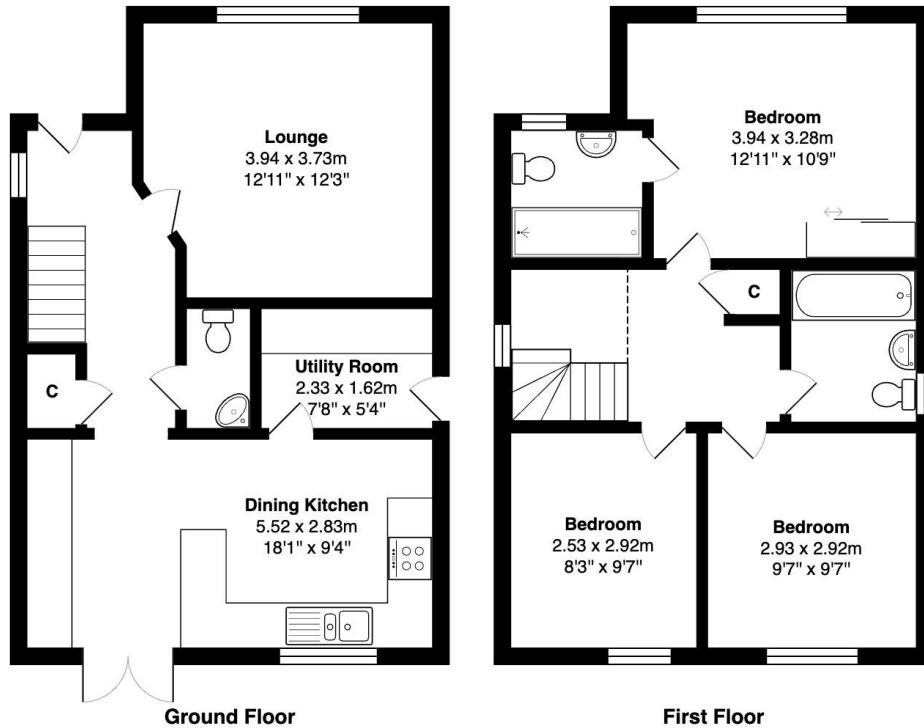 Lounge
3.94 x 3.73m
12'11" x 12'3"
C
Utility Room
2.33 x 1.62m
7'8" x 5'4"
Dining Kitchen
5.52 x 2.83m
18'1" x 9'4"
Ground Floor
Bedroom
3.94 x 3.28m
12'11" x 10'9"
C
Bedroom
2.53 x 2.92m
8'3" x 9'7"
Bedroom
2.93 x 2.92m
9'7" x 9'7"
First Floor